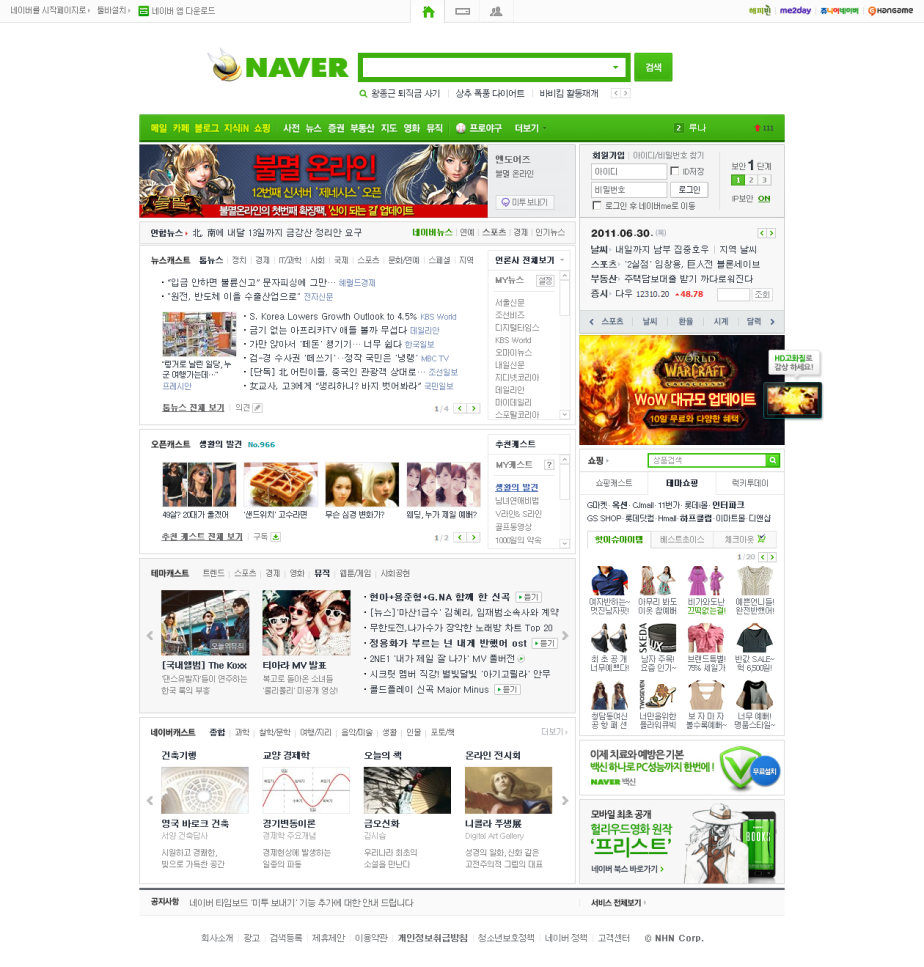 네이버를 시작페이지로 툴바설치 네이버 앱 다운로드
해피빈 me2day 쥬니어네이버 HANGAME
NAVER
검색
왕종근 퇴직금 사기 상추 폭풍 다이어트 바비킴 활동재개
메일 카페 블로그 지식iN 쇼핑 사전 뉴스 증권 부동산 지도 영화 뮤직 프로야구 더보기
2 루나 111
불멸 온라인
12번째 신서버 '제네시스' 오픈
불멸온라인의 첫번째 확장팩, '신이 되는 길' 업데이트
멘도어즈
불멸 온라인
미투 보내기
회원가입 아이디/비밀번호 찾기
아이디 ID저장
비밀번호 로그인
로그인 후 네이버me로 이동
보안 1 단계
1 2 3
IP보안 ON
연합뉴스 北, 南에 내달 13일까지 금강산 정리안 요구
네이버뉴스 연예 스포츠 경제 인기뉴스
뉴스캐스트 톱뉴스 정치 경제 IT/과학 사회 국제 스포츠 문화/연예 스페셜 지역
"입금 안하면 불륜신고" 문자피싱에 그만… 헤럴드경제
"원전, 반도체 이을 수출산업으로" 전자신문
"헬기로 날린 일당, 누군 여행가는데…"
프레시안
S. Korea Lowers Growth Outlook to 4.5% KBS World
금기 없는 아프리카TV 애들 볼까 무섭다 데일리안
가만 앉아서 '떼돈' 챙기기… 너무 쉽다 한국일보
검-경 수사권 '떼쓰기'…정작 국민은 '냉랭' MBC TV
[단독] 北 어린이들, 중국인 관광객 상대로… 조선일보
女교사, 고3에게 "생리하니? 바지 벗어봐라" 국민일보
톱뉴스 전체 보기 의견
1/4
언론사 전체보기
MY뉴스 설정
서울신문
조선비즈
디지털타임스
KBS World
오마이뉴스
내일신문
지디넷코리아
데일리안
마이데일리
스포탈코리아
2011.06.30. (목)
날씨 내일까지 남부 집중호우 지역 날씨
스포츠 '2실점' 임창용, 巨人전 블론세이브
부동산 주택담보대출 받기 까다로워진다
증시 다우 12310.20 48.78 조회
스포츠 날씨 환율 시계 달력
WORLD WARCRAFT
CATACLYSM
WoW 대규모 업데이트
10일 무료와 다양한 혜택
HD고화질로
감상 하세요!
오픈캐스트 생활의 발견 No.966
49살? 20대가 졸겠어 '샌드위치' 고수라면 무슨 심경 변화가? 웨딩, 누가 제일 예뻐?
추천 캐스트 전체 보기 구독
1/2
추천캐스트
MY캐스트 ?
생활의 발견
남녀연애비법
V라인& S라인
골프동영상
1000일의 약속
쇼핑 상품검색
쇼핑캐스트 테마쇼핑 럭키투데이
G마켓 옥션 CJmall 11번가 롯데i몰 인터파크
GS SHOP 롯데닷컴 Hmall 하프클럽 이마트몰 디앤샵
핫이슈아이템 베스트초이스 체크아웃
1/20
여자반하는~
멋진남자핏!
아무리 봐도
이옷 참예뻐
비가와도난
끄떡없는걸!
예쁜언니들!
완전반했어!
최초공개
너무예쁘다!
남자 주목!
요즘 인기~
브랜드특별!
75% 세일가
반값 SALE~
헉 6,500원!
청담동여신
공항패션
너만을위한
플라워큐빅
보자마자
볼수록예뻐~
너무 예뻐!
명품스타일~
테마캐스트 트렌드 스포츠 경제 영화 뮤직 웹툰/게임 사회공헌
오늘의뮤직
[국내앨범] The Koxx
'댄스유발자'들이 연주하는
한국 록의 부흥
티아라 MV 발표
복고로 돌아온 소녀들
'롤리폴리' 미공개 영상!
현아+용준형+G.NA 함께 한 신곡 듣기
[뉴스]'마산1급수' 김혜리, 임재범소속사와 계약
무한도전,나가수가 장악한 노래방 차트 Top 20
정용화가 부르는 넌 내게 반했어 ost 듣기
2NE1 '내가 제일 잘 나가' MV 풀버전
시크릿 멤버 직캠! 별빛달빛 '아기고릴라' 안무
콜드플레이 신곡 Major Minus 듣기
네이버캐스트 종합 과학 철학/문학 여행/지리 음악/미술 생활 인물 포토/책 더보기
건축기행
영국 바로크 건축
서양 건축답사
시원하고 경쾌한,
빛으로 가득찬 공간
교양 경제학
경기변동이론
경제학 주요개념
경제현상에 발생하는
일종의 파동
오늘의 책
금오신화
김시습
우리나라 최초의
소설을 만난다
온라인 전시회
니콜라 푸생展
Digital Art Gallery
성경의 일화, 신화 같은
고전주의적 그림의 대표
이제 치료와 예방은 기본
백신 하나로 PC성능까지 한번에!
NAVER 백신
무료설치
모바일 최초 공개
헐리우드영화 원작
'프리스트'
네이버 북스 바로가기
BOOKS
공지사항 네이버 타임보드 '미투 보내기' 기능 추가에 대한 안내 드립니다
서비스 전체보기
회사소개 광고 검색등록 제휴제안 이용약관 개인정보취급방침 청소년보호정책 네이버 정책 고객센터 © NHN Corp.